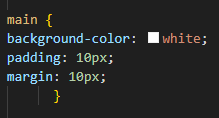 main {
background-color: white;
padding: 10px;
margin: 10px;
}